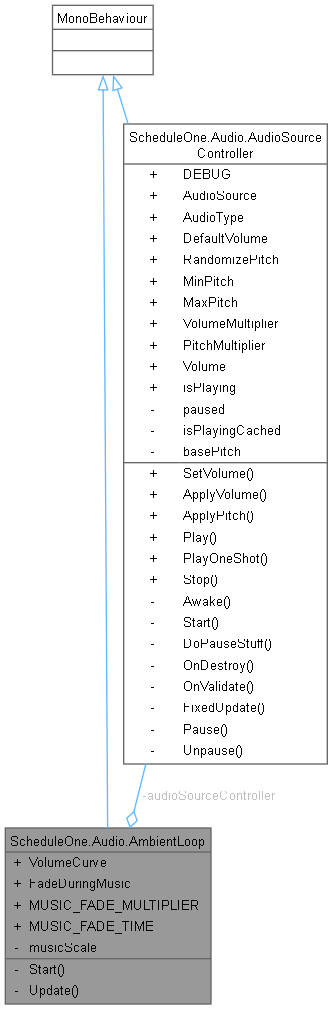 MonoBehaviour
ScheduleOne.Audio.AudioSource
Controller
+ DEBUG
+ AudioSource
+ AudioType
+ DefaultVolume
+ RandomizePitch
+ MinPitch
+ MaxPitch
+ VolumeMultiplier
+ PitchMultiplier
+ Volume
+ isPlaying
- paused
- isPlayingCached
- basePitch
+ SetVolume()
+ ApplyVolume()
+ ApplyPitch()
+ Play()
+ PlayOneShot()
+ Stop()
- Awake()
- Start()
- DoPauseStuff()
- OnDestroy()
- OnValidate()
- FixedUpdate()
- Pause()
- Unpause()
-audioSourceController
ScheduleOne.Audio.AmbientLoop
+ VolumeCurve
+ FadeDuringMusic
+ MUSIC_FADE_MULTIPLIER
+ MUSIC_FADE_TIME
- musicScale
- Start()
- Update()